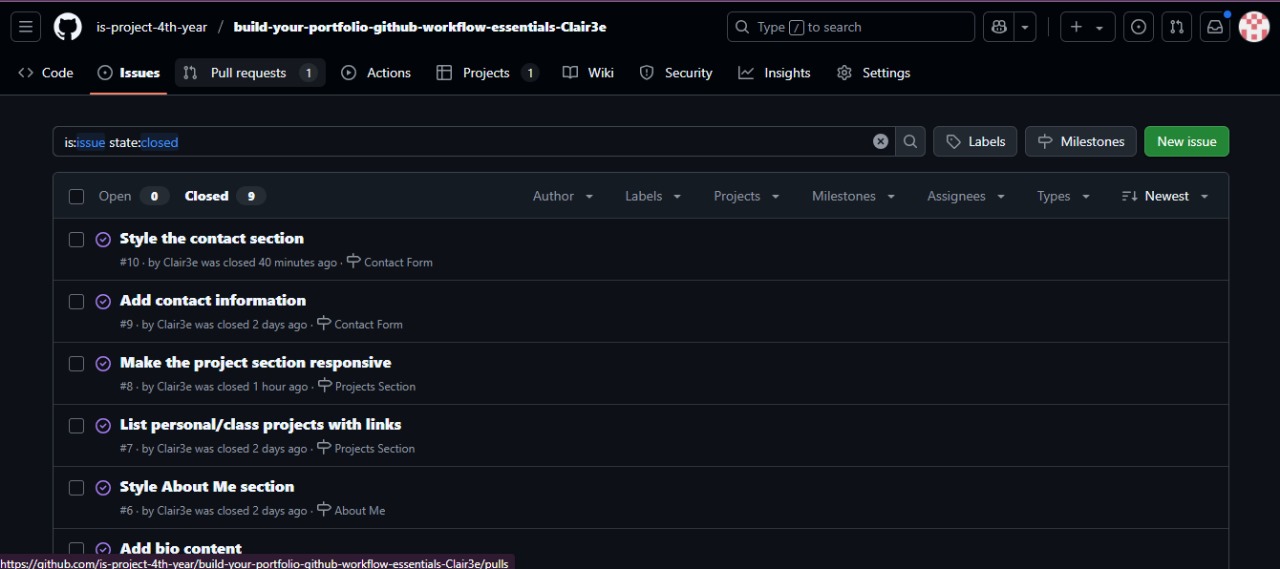 is-project-4th-year / build-your-portfolio-github-workflow-essentials-Clair3e
Type / to search
Code
Issues
Pull requests 1
Actions
Projects 1
Wiki
Security
Insights
Settings
is:issue state:closed
Labels
Milestones
New issue
Open 0 Closed 9 Author Labels Projects Milestones Assignees Types Newest
Style the contact section
#10 · by Clair3e was closed 40 minutes ago · Contact Form
Add contact information
#9 · by Clair3e was closed 2 days ago · Contact Form
Make the project section responsive
#8 · by Clair3e was closed 1 hour ago · Projects Section
List personal/class projects with links
#7 · by Clair3e was closed 2 days ago · Projects Section
Style About Me section
#6 · by Clair3e was closed 2 days ago · About Me
Add bio content
https://github.com/is-project-4th-year/build-your-portfolio-github-workflow-essentials-Clair3e/pulls